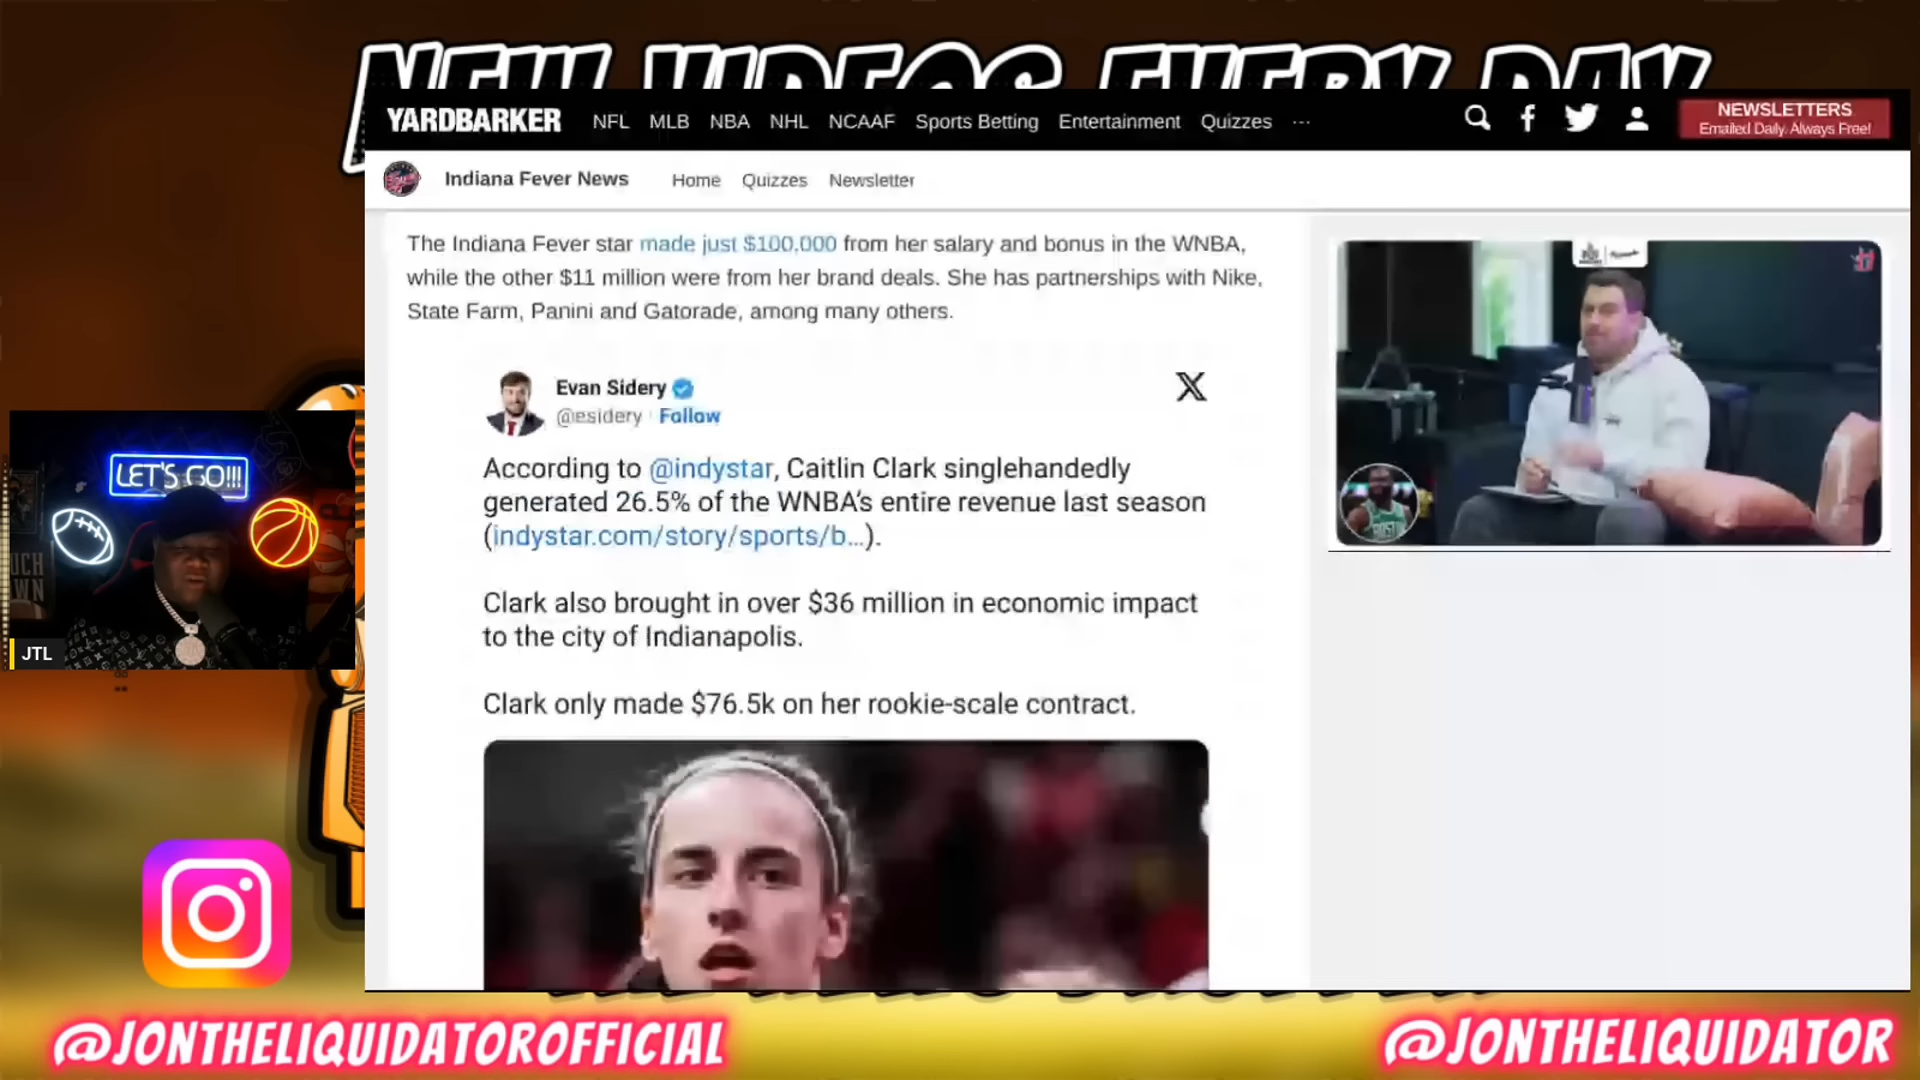 NEW VIDEOS EVERY DAY
YARDBARKER NFL MLB NBA NHL NCAAF Sports Betting Entertainment Quizzes ...
NEWSLETTERS
Emailed Daily. Always Free!
Indiana Fever News Home Quizzes Newsletter
The Indiana Fever star made just $100,000 from her salary and bonus in the WNBA,
while the other $11 million were from her brand deals. She has partnerships with Nike,
State Farm, Panini and Gatorade, among many others.
Evan Sidery
@esidery · Follow
X
According to @indystar, Caitlin Clark singlehandedly
generated 26.5% of the WNBA's entire revenue last season
(indystar.com/story/sports/b...).
Clark also brought in over $36 million in economic impact
to the city of Indianapolis.
Clark only made $76.5k on her rookie-scale contract.
LET'S GO!!!
JTL
BOSTON
@JONTHELIQUIDATOROFFICIAL
@JONTHELIQUIDATOR